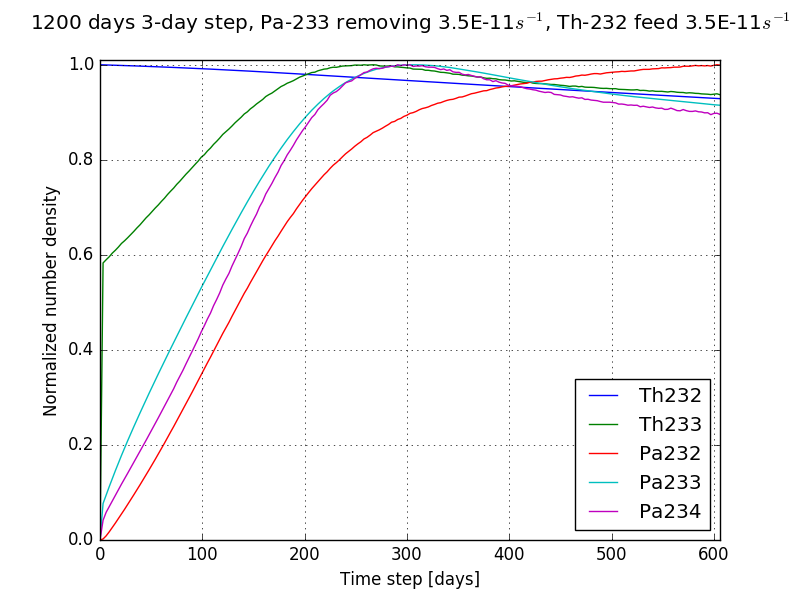 1200 days 3-day step, Pa-233 removing 3.5E-11s⁻¹, Th-232 feed 3.5E-11s⁻¹
1.0
0.8
0.6
0.4
0.2
0.0
Normalized number density
0 100 200 300 400 500 600
Time step [days]
Th232
Th233
Pa232
Pa233
Pa234